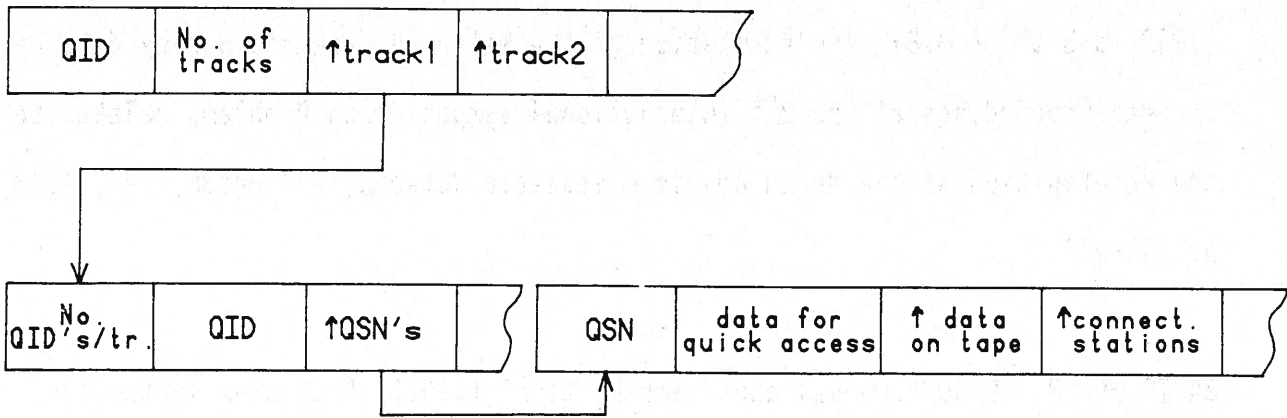 QID
No. of
tracks
↑track1
↑track2
No.
QID's/tr.
QID
↑QSN's
QSN
data for
quick access
↑ data
on tape
↑connect.
stations